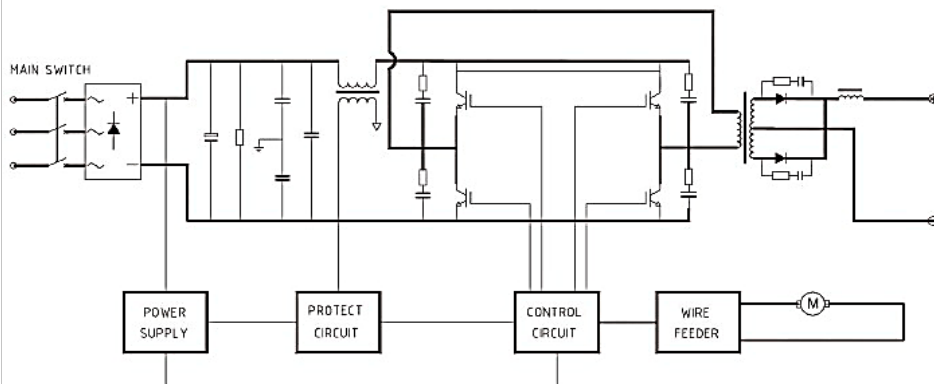 MAIN SWITCH
+
−
POWER
SUPPLY
PROTECT
CIRCUIT
CONTROL
CIRCUIT
WIRE
FEEDER
M